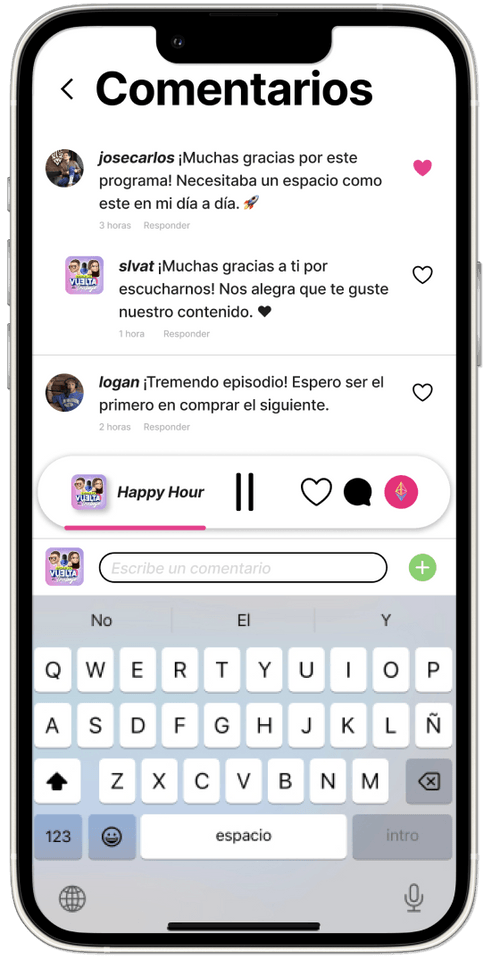 Comentarios
josecarlos ¡Muchas gracias por este
programa! Necesitaba un espacio como
este en mi día a día. 🚀
3 horas Responder
VUELTA
slvat ¡Muchas gracias a ti por
escucharnos! Nos alegra que te guste
nuestro contenido. ❤
1 hora Responder
logan ¡Tremendo episodio! Espero ser el
primero en comprar el siguiente.
2 horas Responder
VUELTA
Happy Hour
VUELTA
Escribe un comentario
No El Y
Q W E R T Y U I O P
A S D F G H J K L Ñ
Z X C V B N M
123 espacio intro